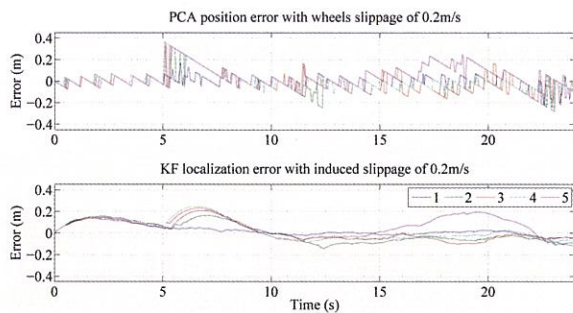 PCA position error with wheels slippage of 0.2m/s
0.4
0.2
0
-0.2
-0.4
Error (m)
0 5 10 15 20
KF localization error with induced slippage of 0.2m/s
0.4
0.2
0
-0.2
-0.4
Error (m)
1 2 3 4 5
0 5 10 15 20
Time (s)